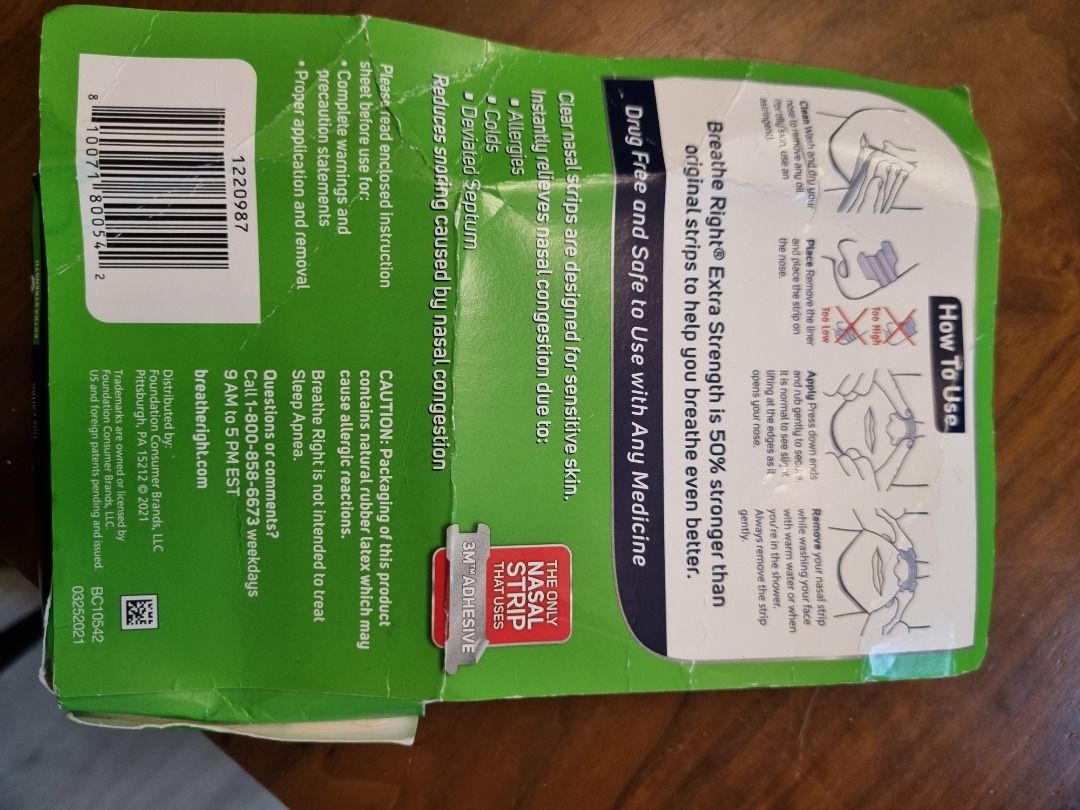 How To Use
Clean Wash and dry your
nose to remove any oil
(for oily skin, use an
astringent).
Place Remove the liner
and place the strip on
the nose.
Too High
Too Low
Apply Press down ends
and rub gently to secure.
It is normal to see slight
lifting at the edges as it
opens your nose.
Remove your nasal strip
while washing your face
with warm water or when
you're in the shower.
Always remove the strip
gently.
Breathe Right® Extra Strength is 50% stronger than
original strips to help you breathe even better.
Drug Free and Safe to Use with Any Medicine
Clear nasal strips are designed for sensitive skin.
Instantly relieves nasal congestion due to:
• Allergies
• Colds
• Deviated Septum
Reduces snoring caused by nasal congestion
THE ONLY
NASAL
STRIP
THAT USES
3M™ ADHESIVE
Please read enclosed instruction
sheet before use for:
• Complete warnings and
precaution statements
• Proper application and removal
1220987
8 10071 80054 2
CAUTION: Packaging of this product
contains natural rubber latex which may
cause allergic reactions.
Breathe Right is not intended to treat
Sleep Apnea.
Questions or comments?
Call 1-800-858-6673 weekdays
9 AM to 5 PM EST
breatheright.com
Distributed by:
Foundation Consumer Brands, LLC
Pittsburgh, PA 15212 © 2021
Trademarks are owned or licensed by
Foundation Consumer Brands, LLC.
US and foreign patents pending and issued.
BC10542
03252021